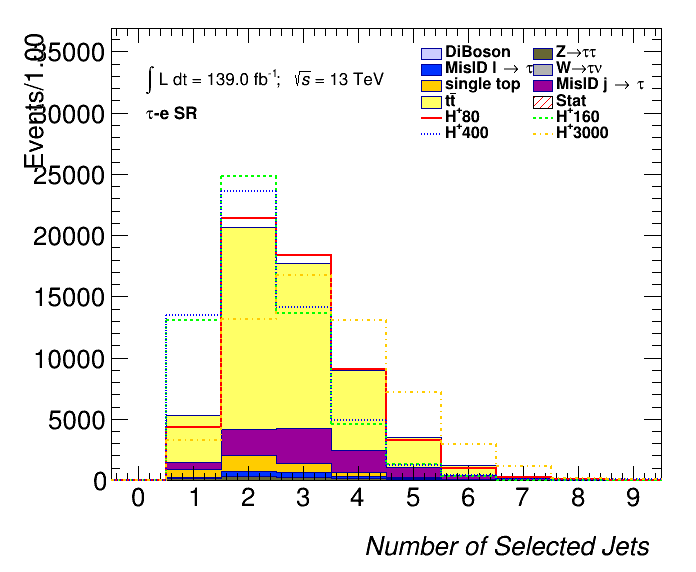 Events/1.00
35000
30000
25000
20000
15000
10000
5000
0
∫ L dt = 139.0 fb⁻¹; √s = 13 TeV
τ-e SR
DiBoson Z→ττ
MisID l → τ W→τν
single top MisID j → τ
tt̄ Stat
H⁺80 H⁺160
H⁺400 H⁺3000
0 1 2 3 4 5 6 7 8 9
Number of Selected Jets